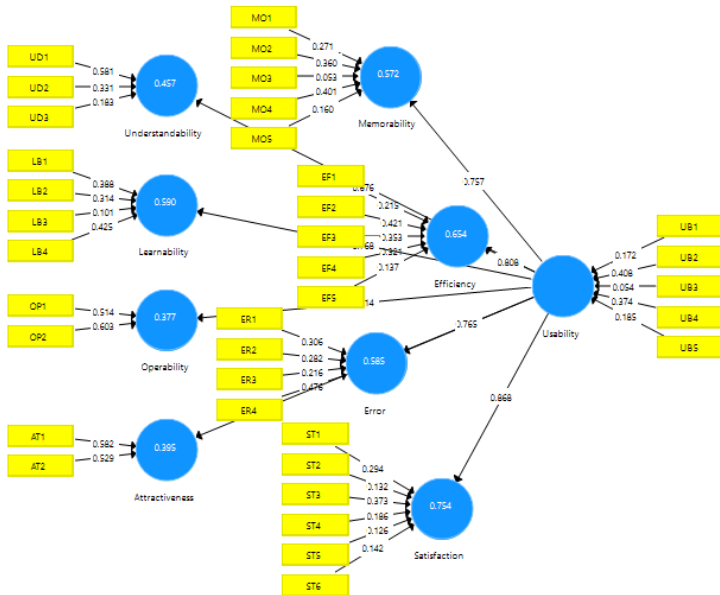 MO1
MO2
MO3
MO4
MO5
0.271
0.360
0.053
0.401
0.160
0.572
Memorability
UD1
UD2
UD3
0.581
0.331
0.183
0.457
Understandability
LB1
LB2
LB3
LB4
0.388
0.314
0.101
0.425
0.590
Learnability
EF1
EF2
EF3
EF4
EF5
0.215
0.421
0.353
0.321
0.137
0.654
Efficiency
0.757
0.808
UB1
UB2
UB3
UB4
UB5
0.172
0.408
0.054
0.374
0.185
Usability
OP1
OP2
0.514
0.603
0.377
Operability
ER1
ER2
ER3
ER4
0.306
0.282
0.216
0.476
0.585
Error
0.765
0.868
AT1
AT2
0.582
0.529
0.395
Attractiveness
ST1
ST2
ST3
ST4
ST5
ST6
0.294
0.132
0.373
0.186
0.126
0.142
0.754
Satisfaction